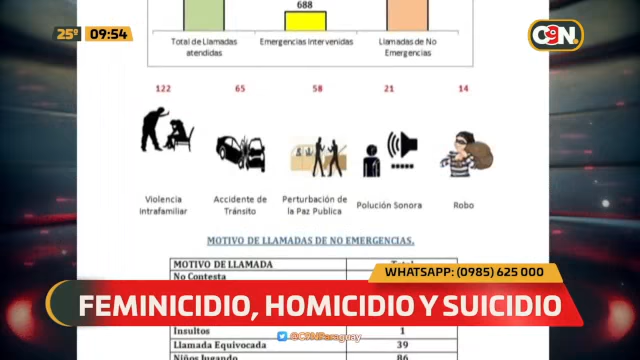 25º 09:54
C9N.
688
Total de Llamadas
atendidas
Emergencias Intervenidas
Llamadas de No
Emergencias
122 65 58 21 14
Violencia
Intrafamiliar
Accidente de
Tránsito
Perturbación de
la Paz Publica
Polución Sonora
Robo
MOTIVO DE LLAMADAS DE NO EMERGENCIAS.
MOTIVO DE LLAMADA
No Contesta
WHATSAPP: (0985) 625 000
FEMINICIDIO, HOMICIDIO Y SUICIDIO
Insultos 1
@C9NParaguay
Llamada Equivocada 39
Niños Jugando 86